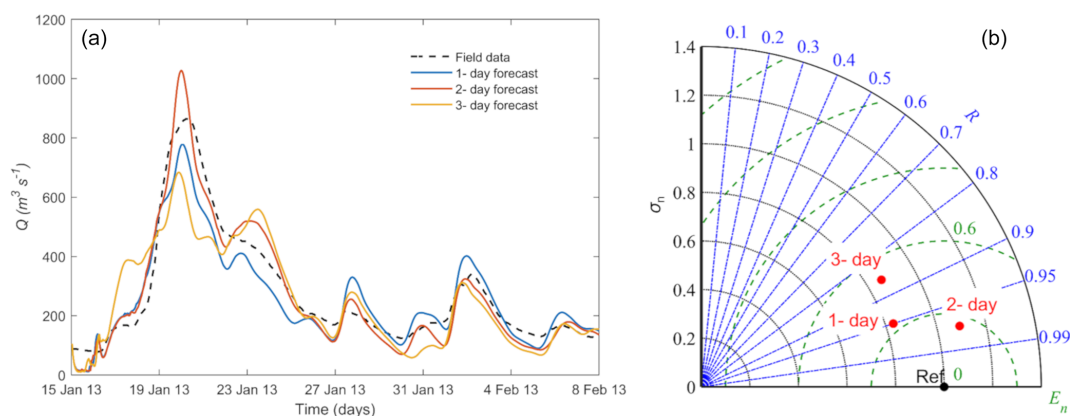 (a)
1200
1000
800
600
400
200
0
Q (m³ s⁻¹)
Field data
1- day forecast
2- day forecast
3- day forecast
15 Jan 13 19 Jan 13 23 Jan 13 27 Jan 13 31 Jan 13 4 Feb 13 8 Feb 13
Time (days)
(b)
1.4
1.2
1
0.8
0.6
0.4
0.2
0
σn
0.1
0.2
0.3
0.4
0.5
0.6
R
0.7
0.8
0.9
0.95
0.99
0.6
3- day
1- day
2- day
Ref
0
En